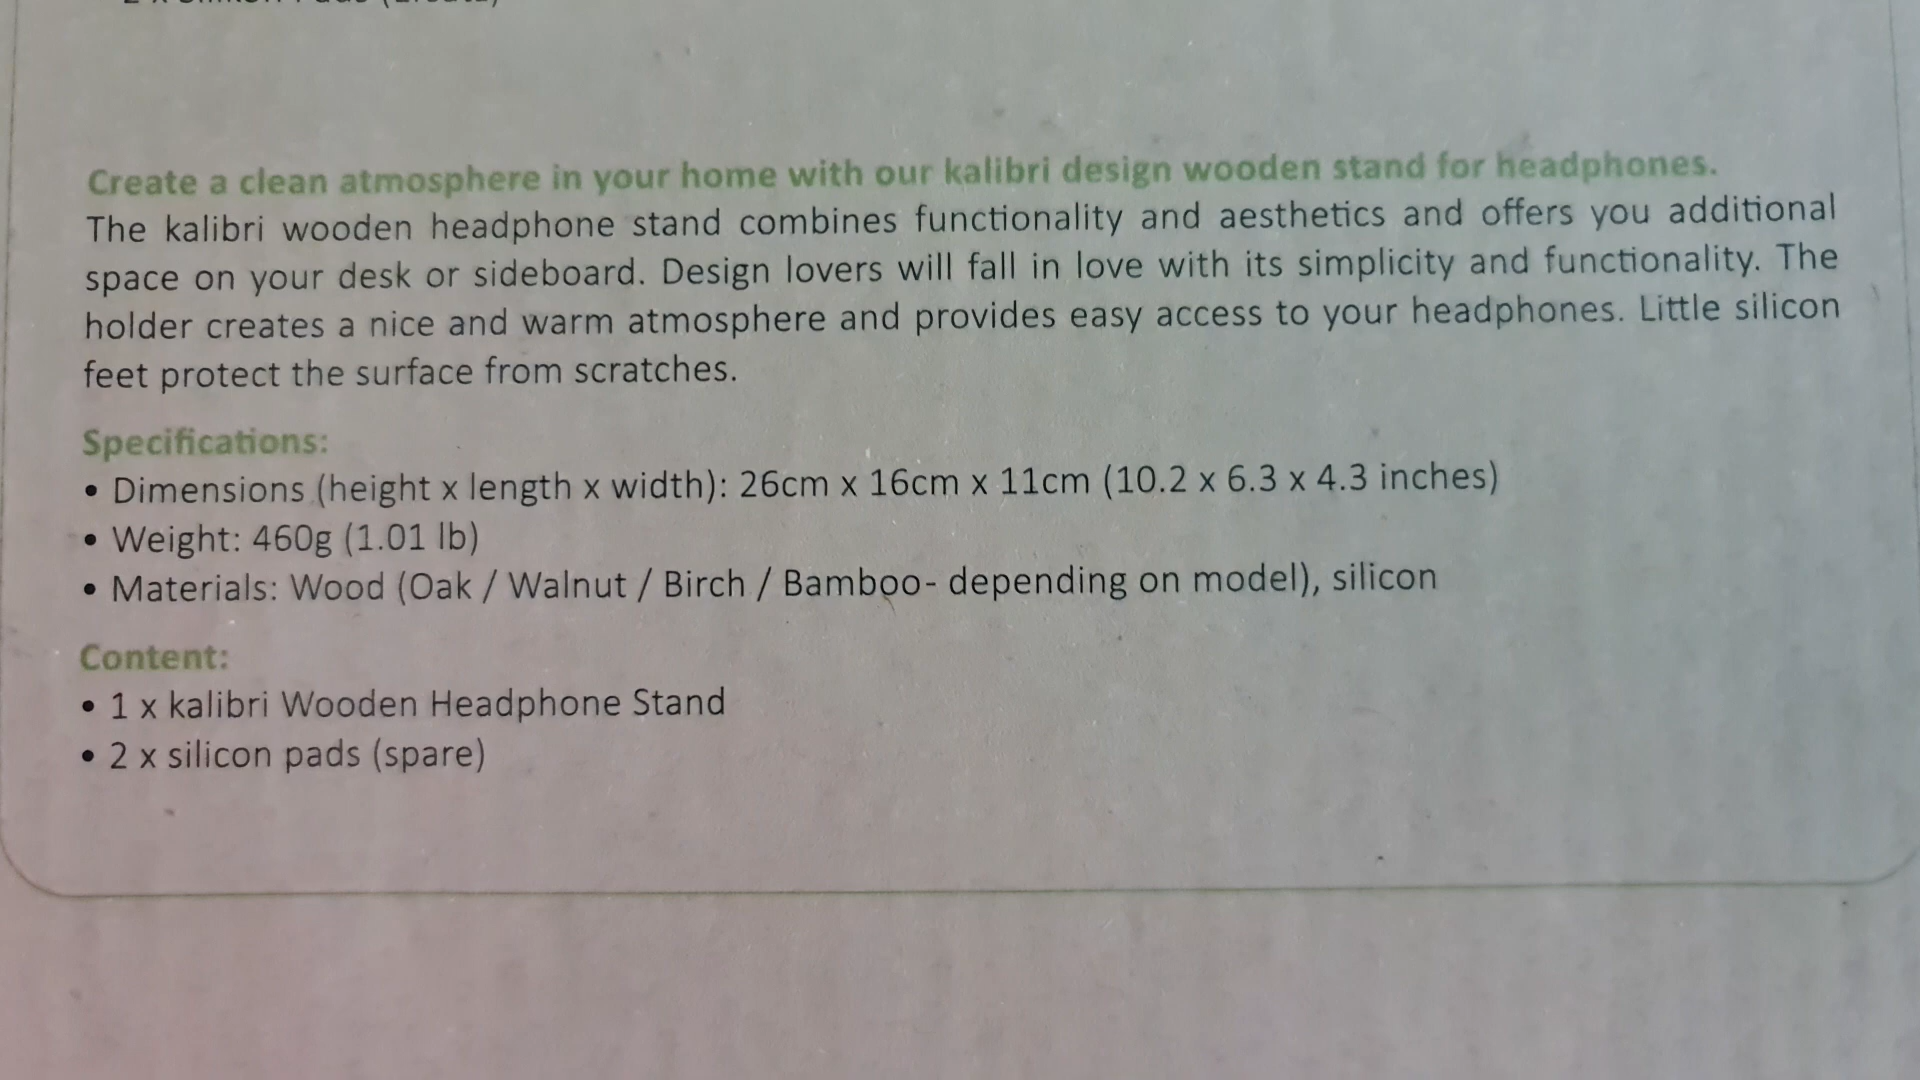 Create a clean atmosphere in your home with our kalibri design wooden stand for headphones.
The kalibri wooden headphone stand combines functionality and aesthetics and offers you additional
space on your desk or sideboard. Design lovers will fall in love with its simplicity and functionality. The
holder creates a nice and warm atmosphere and provides easy access to your headphones. Little silicon
feet protect the surface from scratches.
Specifications:
• Dimensions (height x length x width): 26cm x 16cm x 11cm (10.2 x 6.3 x 4.3 inches)
• Weight: 460g (1.01 lb)
• Materials: Wood (Oak / Walnut / Birch / Bamboo- depending on model), silicon
Content:
• 1 x kalibri Wooden Headphone Stand
• 2 x silicon pads (spare)